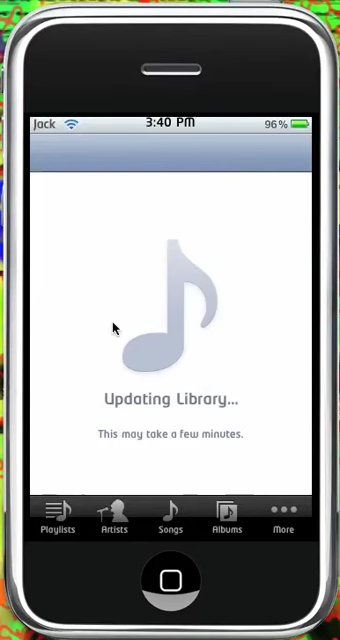 Jack 3:40 PM 96%
Updating Library...
This may take a few minutes.
Playlists Artists Songs Albums More